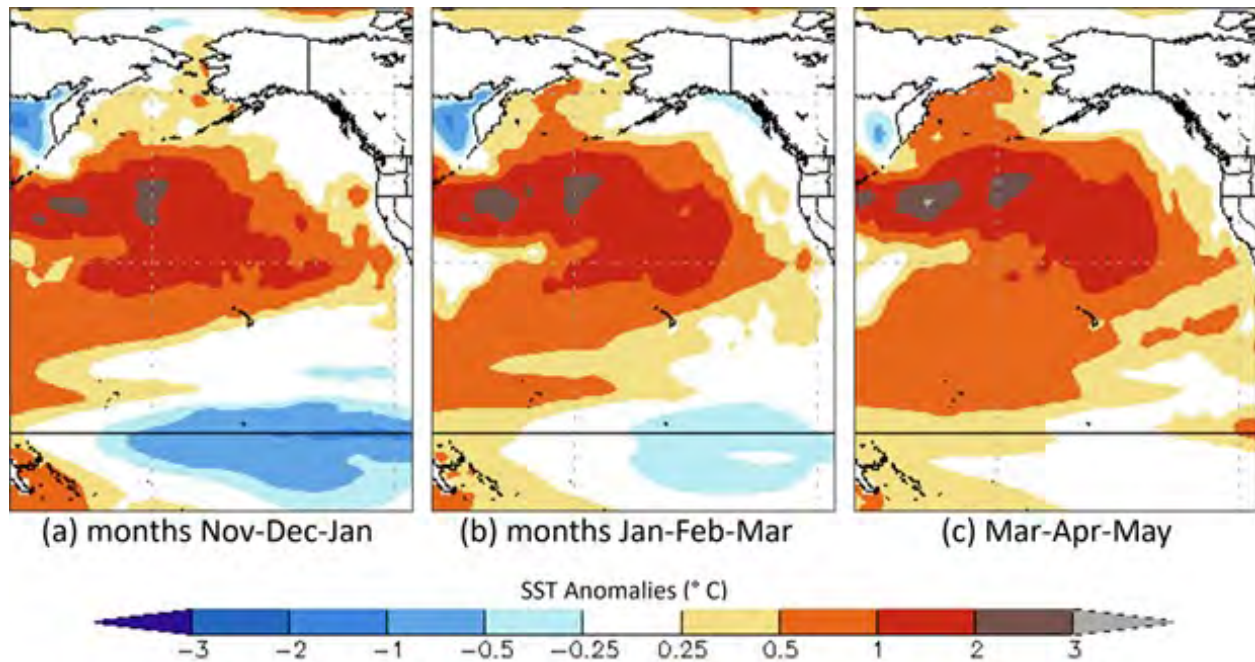 (a) months Nov-Dec-Jan
(b) months Jan-Feb-Mar
(c) Mar-Apr-May
SST Anomalies (° C)
-3 -2 -1 -0.5 -0.25 0.25 0.5 1 2 3